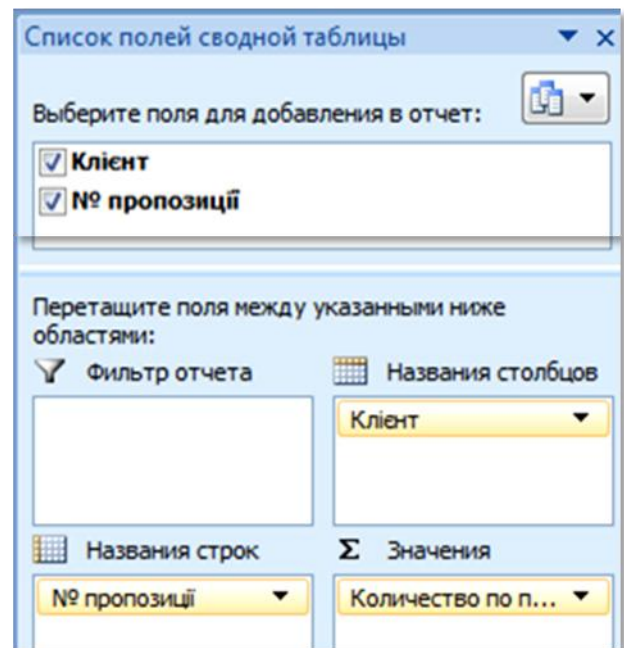 Список полей сводной таблицы
Выберите поля для добавления в отчет:
Клієнт
№ пропозиції
Перетащите поля между указанными ниже
областями:
Фильтр отчета
Названия столбцов
Клієнт
Названия строк
Σ Значения
№ пропозиції
Количество по п...